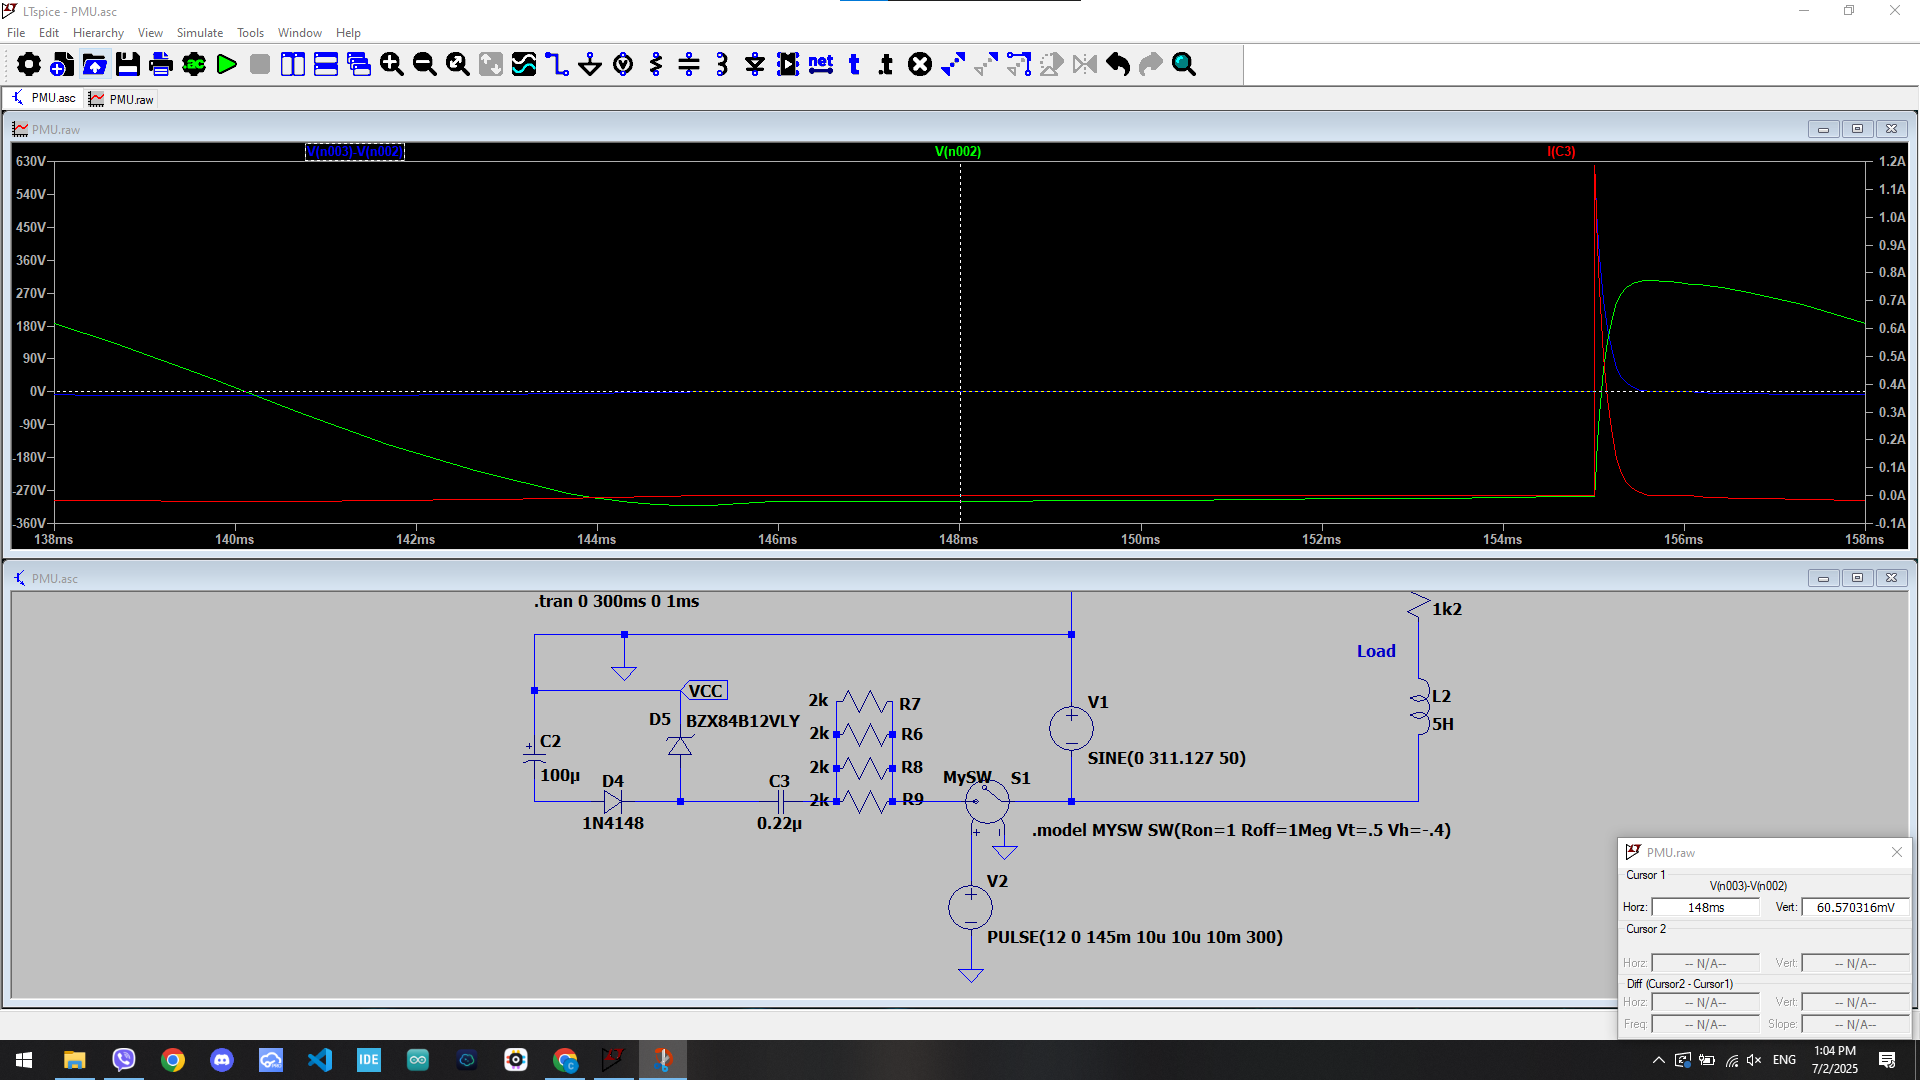 LTspice - PMU.asc
File Edit Hierarchy View Simulate Tools Window Help
PMU.asc PMU.raw
PMU.raw
V(n003)-V(n002) V(n002) I(C3)
630V 1.2A
540V 1.1A
450V 1.0A
360V 0.9A
270V 0.8A
180V 0.7A
90V 0.6A
0V 0.5A
-90V 0.4A
-180V 0.3A
-270V 0.2A
-360V 0.1A
0.0A
-0.1A
138ms 140ms 142ms 144ms 146ms 148ms 150ms 152ms 154ms 156ms 158ms
PMU.asc
.tran 0 300ms 0 1ms
1k2
Load
VCC
2k R7
V1
L2
D5 BZX84B12VLY
5H
2k R6
C2
SINE(0 311.127 50)
100µ
2k R8
D4 C3
MySW S1
2k R9
1N4148 0.22µ
.model MYSW SW(Ron=1 Roff=1Meg Vt=.5 Vh=-.4)
V2
PULSE(12 0 145m 10u 10u 10m 300)
PMU.raw
Cursor 1
V(n003)-V(n002)
Horz: 148ms Vert: 60.570316mV
Cursor 2
Horz: -- N/A-- Vert: -- N/A--
Diff (Cursor2 - Cursor1)
Horz: -- N/A-- Vert: -- N/A--
Freq: -- N/A-- Slope: -- N/A--
IDE
ENG
1:04 PM
7/2/2025